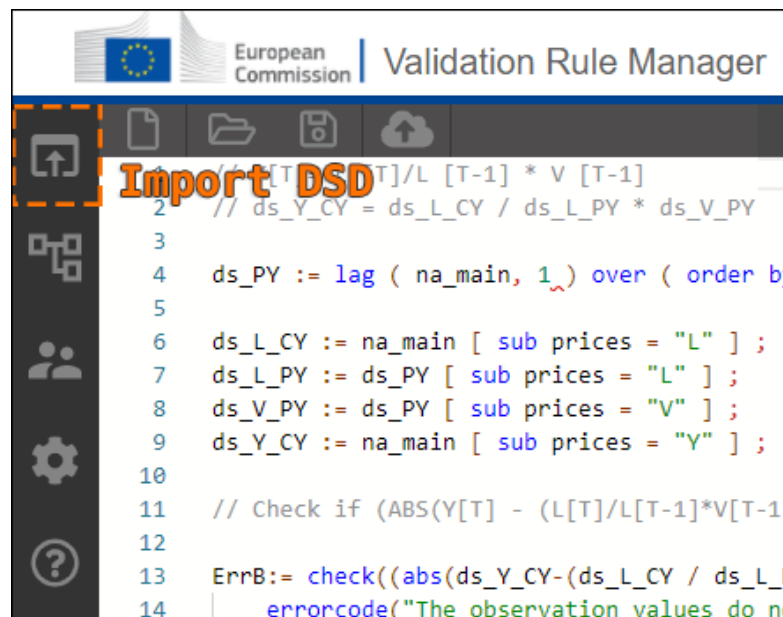 European
Commission
Validation Rule Manager
Import DSD
[T]/L [T-1] * V [T-1]
2 // ds_Y_CY = ds_L_CY / ds_L_PY * ds_V_PY
3
4 ds_PY := lag ( na_main, 1 ) over ( order b
5
6 ds_L_CY := na_main [ sub prices = "L" ] ;
7 ds_L_PY := ds_PY [ sub prices = "L" ] ;
8 ds_V_PY := ds_PY [ sub prices = "V" ] ;
9 ds_Y_CY := na_main [ sub prices = "Y" ] ;
10
11 // Check if (ABS(Y[T] - (L[T]/L[T-1]*V[T-1
12
13 ErrB:= check((abs(ds_Y_CY-(ds_L_CY / ds_L_
14 errorcode("The observation values do n